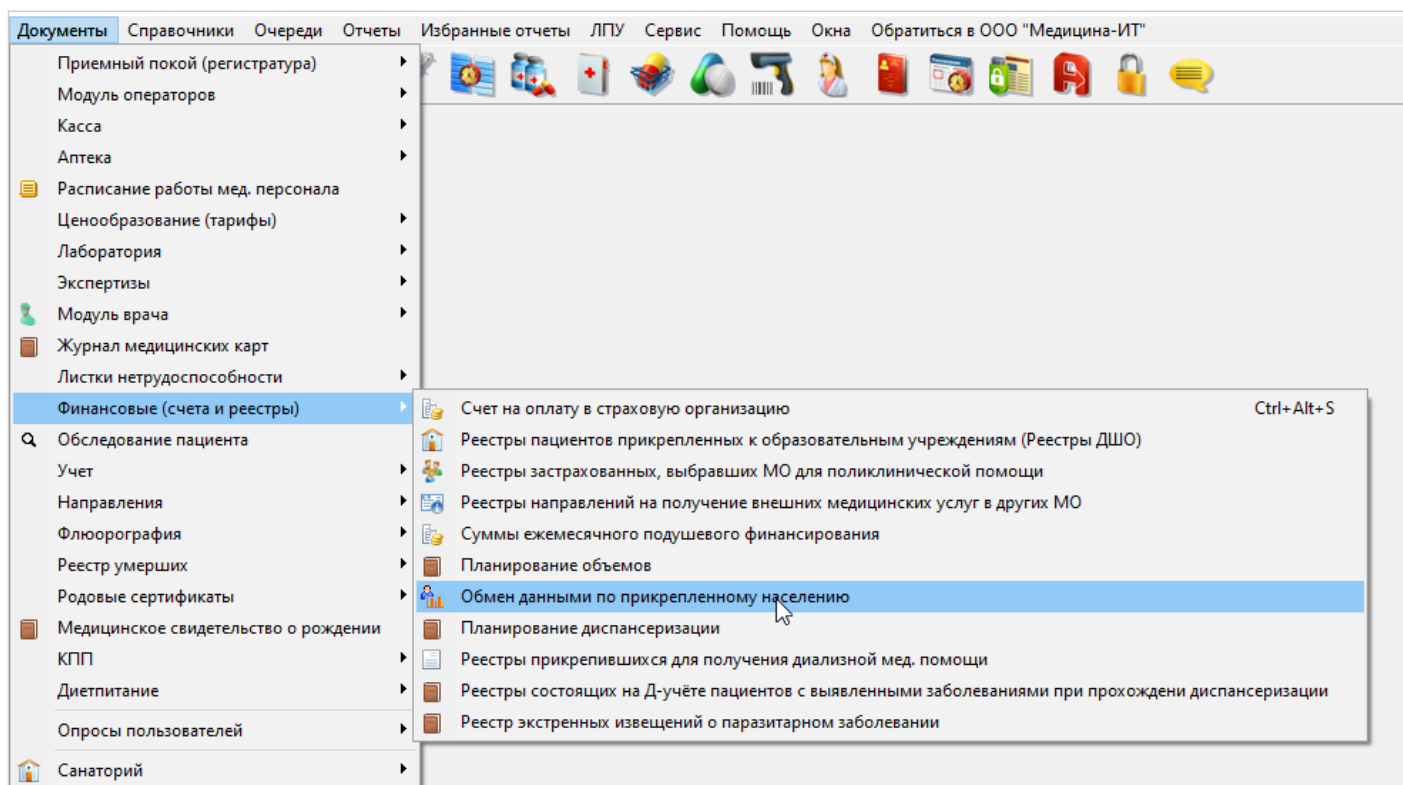 Документы Справочники Очереди Отчеты Избранные отчеты ЛПУ Сервис Помощь Окна Обратиться в ООО "Медицина-ИТ"
Приемный покой (регистратура)
Модуль операторов
Касса
Аптека
Расписание работы мед. персонала
Ценообразование (тарифы)
Лаборатория
Экспертизы
Модуль врача
Журнал медицинских карт
Листки нетрудоспособности
Финансовые (счета и реестры)
Обследование пациента
Учет
Направления
Флюорография
Реестр умерших
Родовые сертификаты
Медицинское свидетельство о рождении
КПП
Диетпитание
Опросы пользователей
Санаторий
Счет на оплату в страховую организацию Ctrl+Alt+S
Реестры пациентов прикрепленных к образовательным учреждениям (Реестры ДШО)
Реестры застрахованных, выбравших МО для поликлинической помощи
Реестры направлений на получение внешних медицинских услуг в других МО
Суммы ежемесячного подушевого финансирования
Планирование объемов
Обмен данными по прикрепленному населению
Планирование диспансеризации
Реестры прикрепившихся для получения диализной мед. помощи
Реестры состоящих на Д-учёте пациентов с выявленными заболеваниями при прохождени диспансеризации
Реестр экстренных извещений о паразитарном заболевании